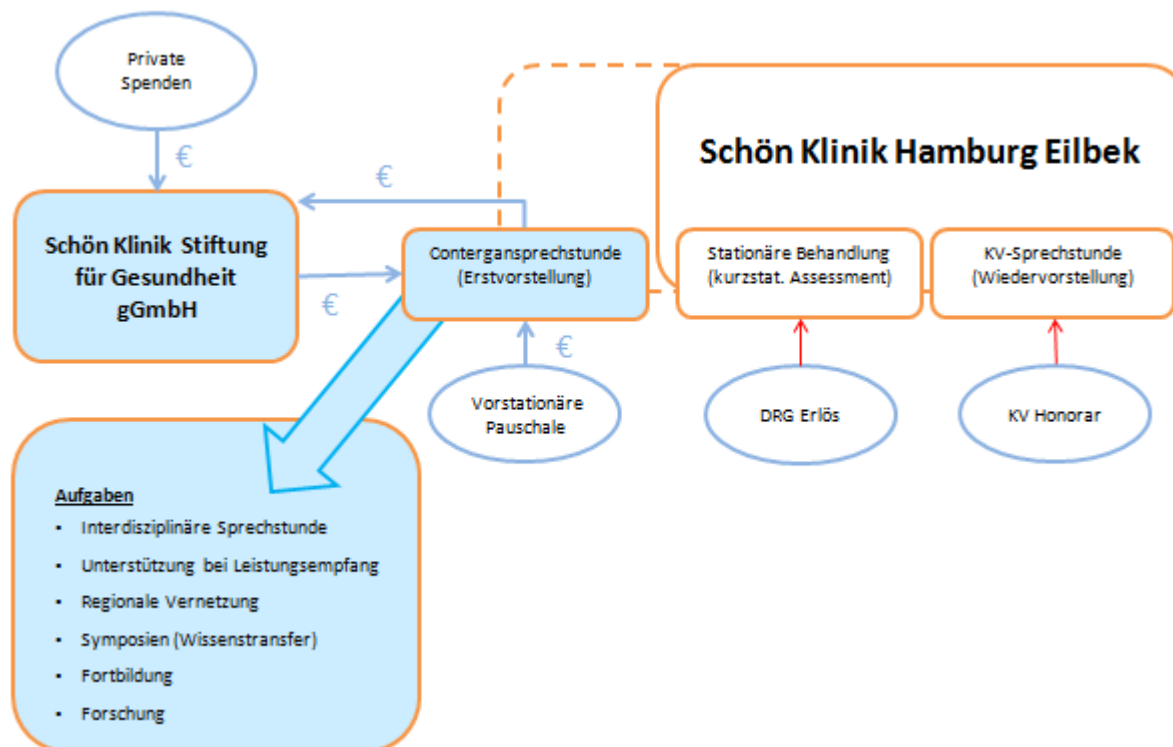 Private
Spenden
€
€
Schön Klinik Hamburg Eilbek
Schön Klinik Stiftung
für Gesundheit
gGmbH
€
Contergansprechstunde
(Erstvorstellung)
Stationäre Behandlung
(kurzstat. Assessment)
KV-Sprechstunde
(Wiedervorstellung)
€
Vorstationäre
Pauschale
DRG Erlös
KV Honorar
Aufgaben
▪ Interdisziplinäre Sprechstunde
▪ Unterstützung bei Leistungsempfang
▪ Regionale Vernetzung
▪ Symposien (Wissenstransfer)
▪ Fortbildung
▪ Forschung